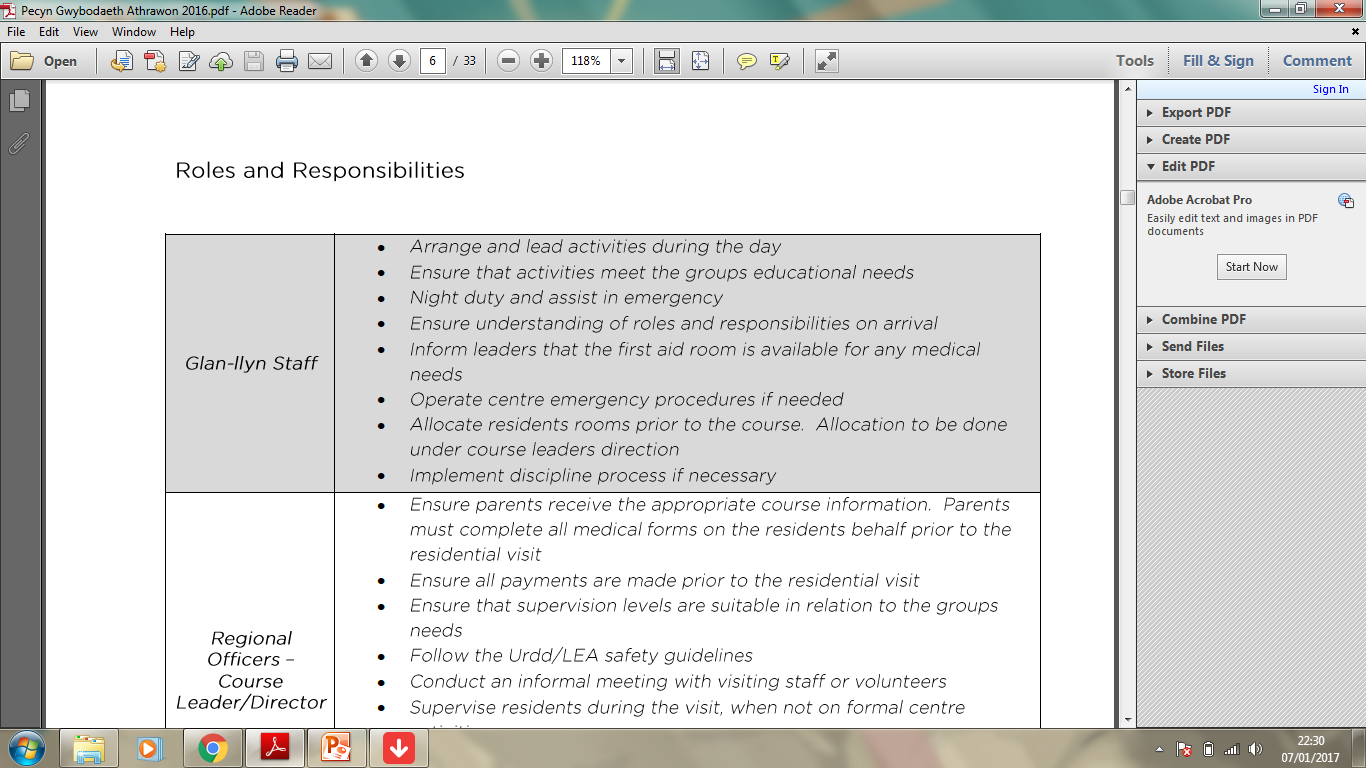 Pecyn Gwybodaeth Athrawon 2016.pdf - Adobe Reader
File Edit View Window Help
Open 6 / 33 118% Tools Fill & Sign Comment
Sign In
Export PDF
Create PDF
Edit PDF
Adobe Acrobat Pro
Easily edit text and images in PDF
documents
Start Now
Combine PDF
Send Files
Store Files
Roles and Responsibilities
Glan-llyn Staff
• Arrange and lead activities during the day
• Ensure that activities meet the groups educational needs
• Night duty and assist in emergency
• Ensure understanding of roles and responsibilities on arrival
• Inform leaders that the first aid room is available for any medical
needs
• Operate centre emergency procedures if needed
• Allocate residents rooms prior to the course. Allocation to be done
under course leaders direction
• Implement discipline process if necessary
Regional
Officers –
Course
Leader/Director
• Ensure parents receive the appropriate course information. Parents
must complete all medical forms on the residents behalf prior to the
residential visit
• Ensure all payments are made prior to the residential visit
• Ensure that supervision levels are suitable in relation to the groups
needs
• Follow the Urdd/LEA safety guidelines
• Conduct an informal meeting with visiting staff or volunteers
• Supervise residents during the visit, when not on formal centre
22:30
07/01/2017